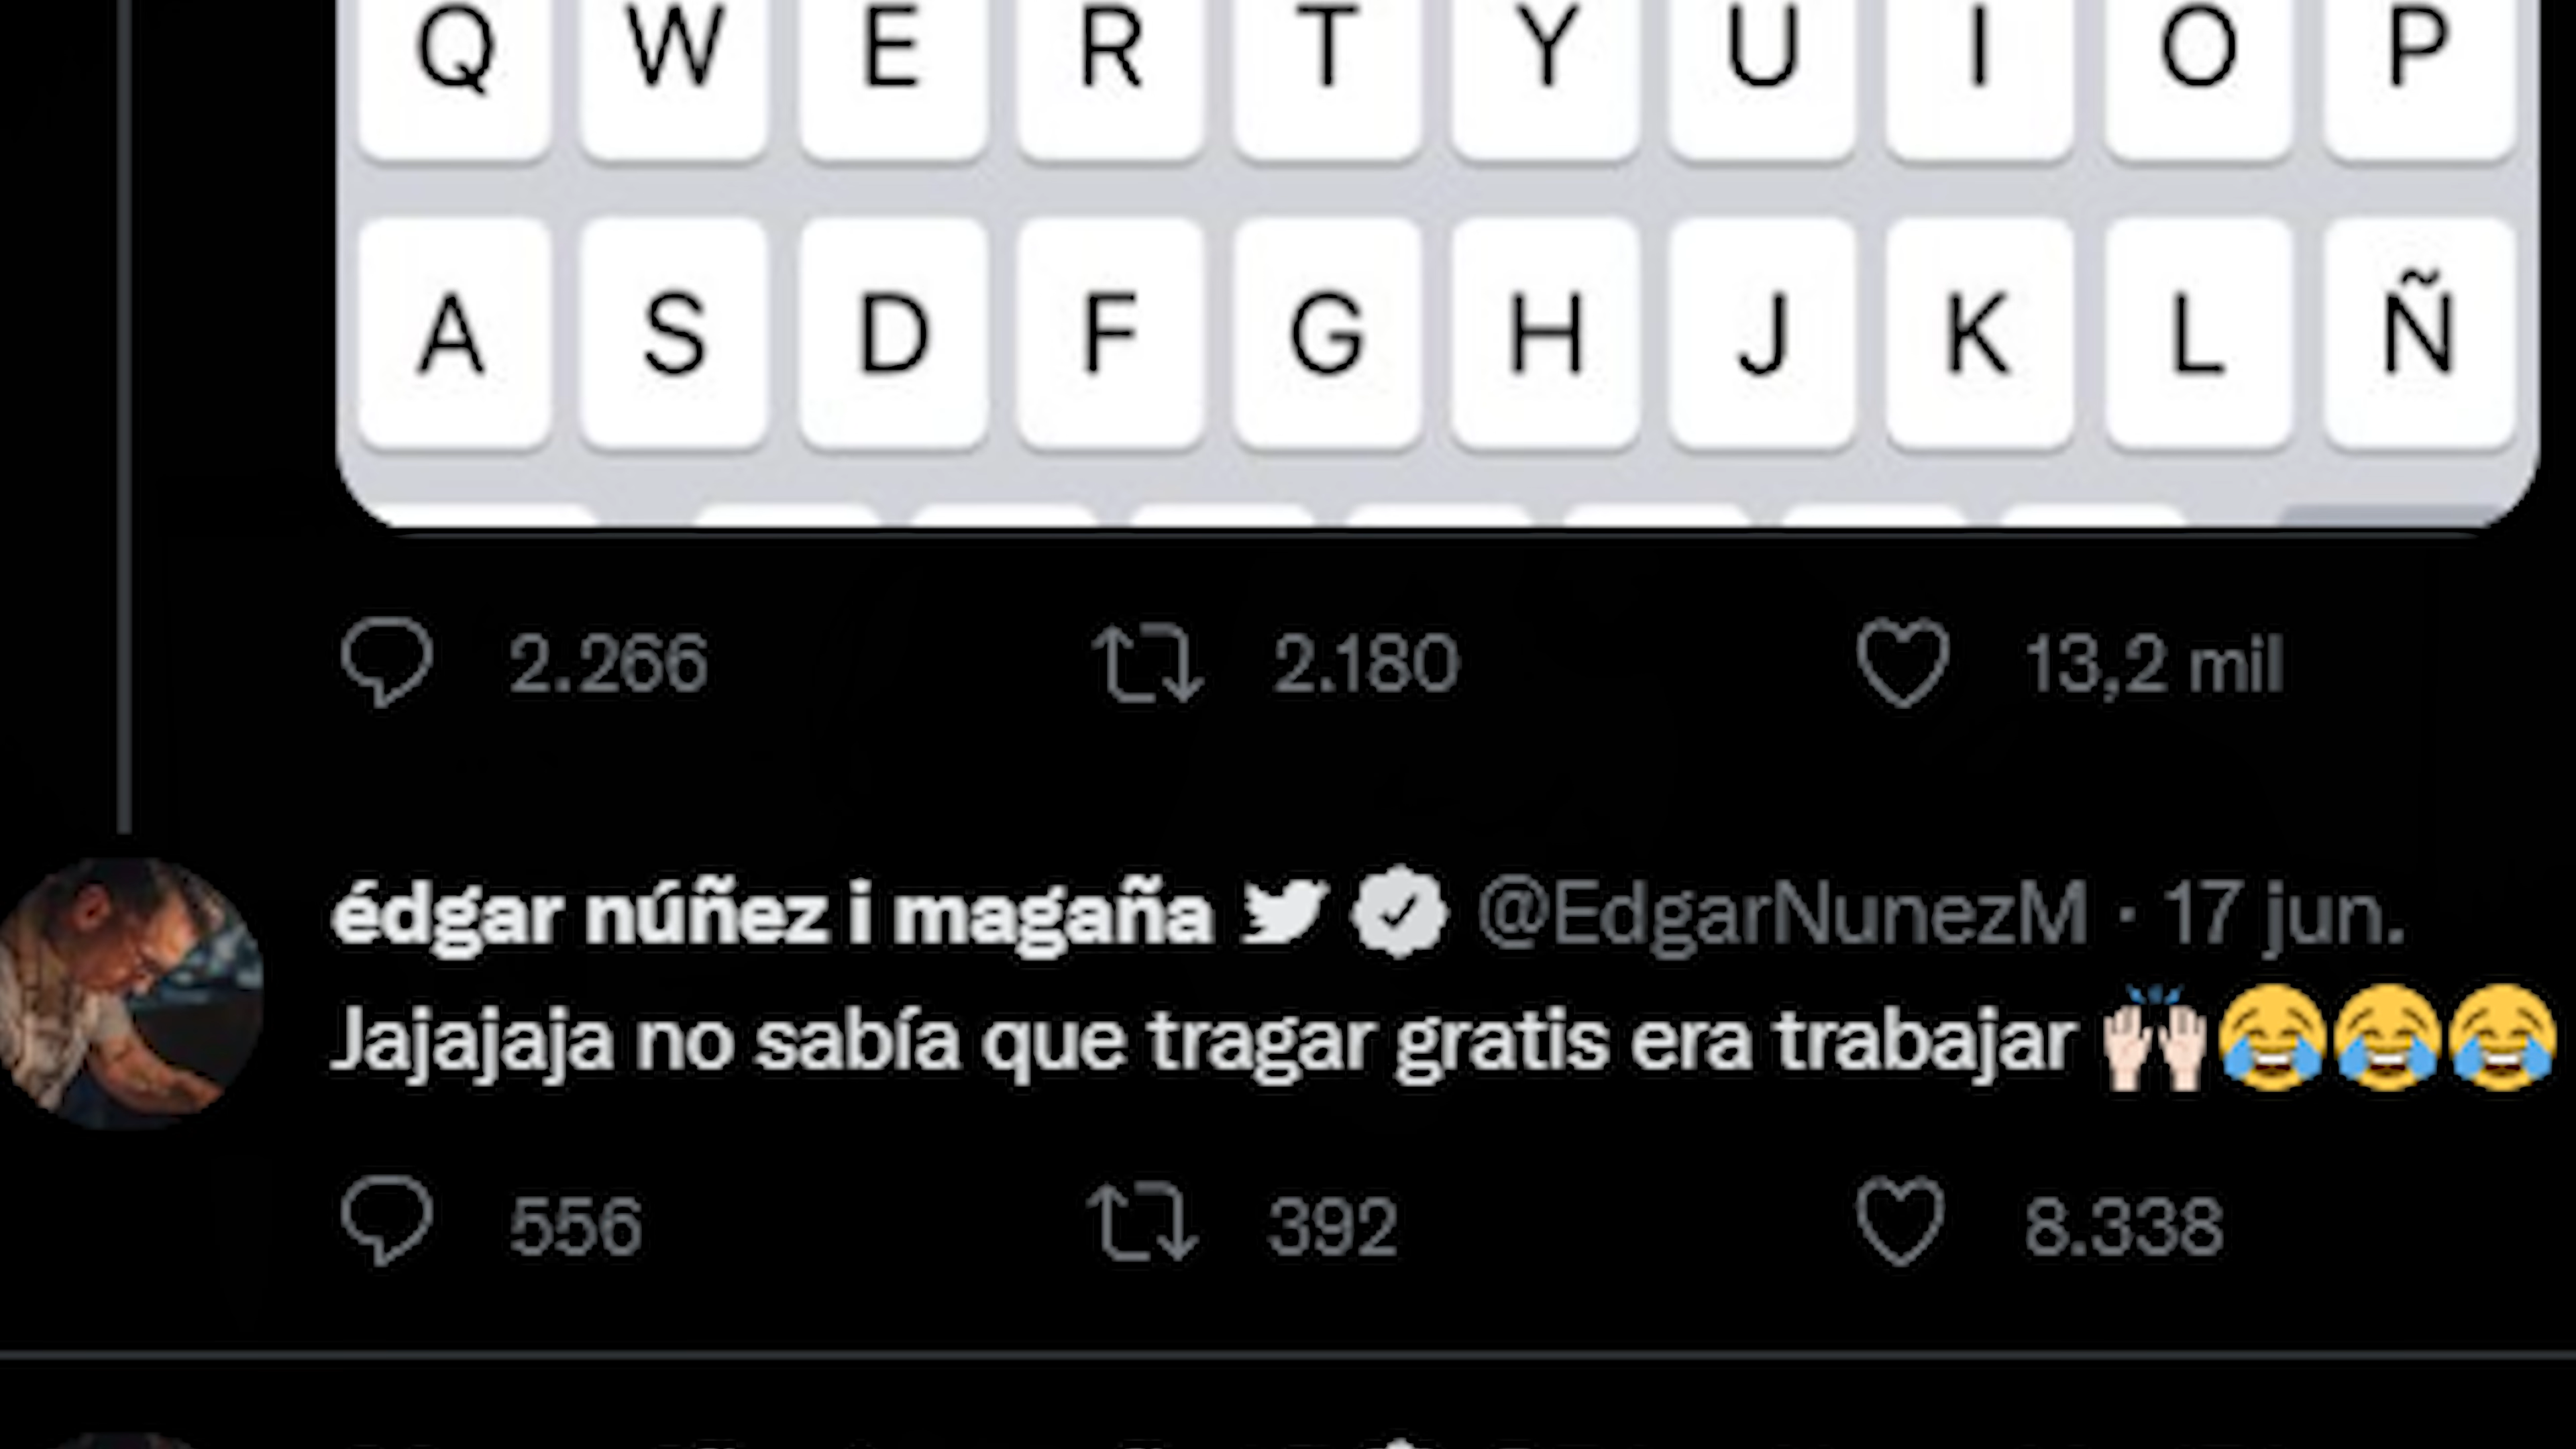 Q W E R T Y U I O P
A S D F G H J K L Ñ
2.266 2.180 13,2 mil
édgar núñez i magaña @EdgarNunezM · 17 jun.
Jajajaja no sabía que tragar gratis era trabajar 🙌🏻😂😂😂
556 392 8.338